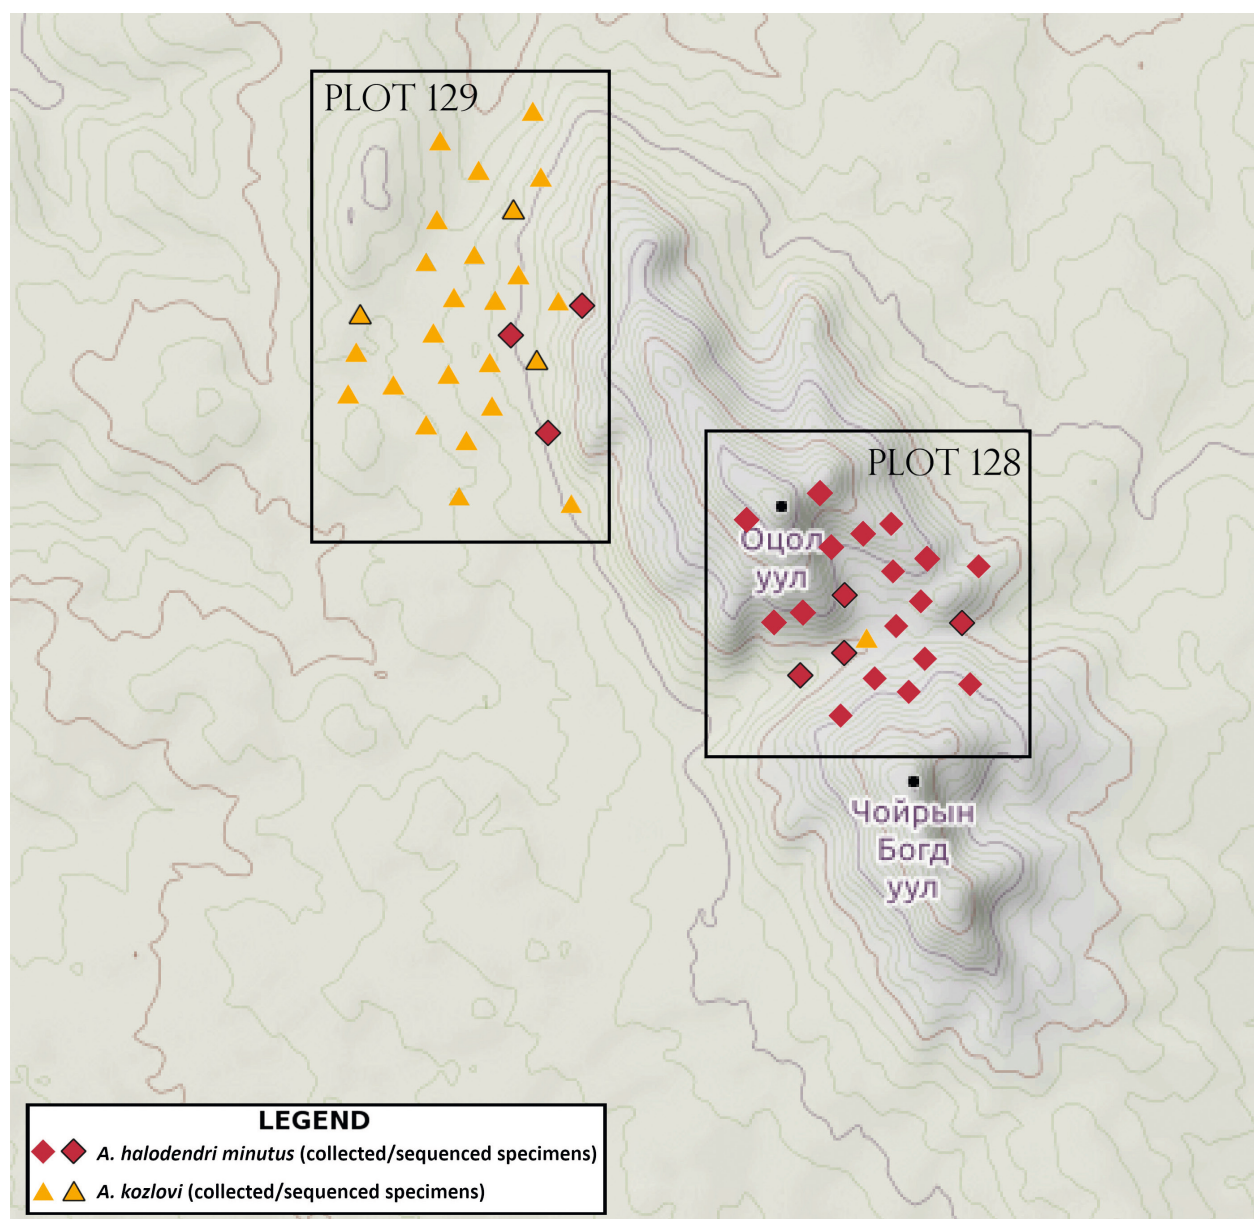 PLOT 129
PLOT 128
Оцол
уул
Чойрын
Богд
уул
LEGEND
A. halodendri minutus (collected/sequenced specimens)
A. kozlovi (collected/sequenced specimens)